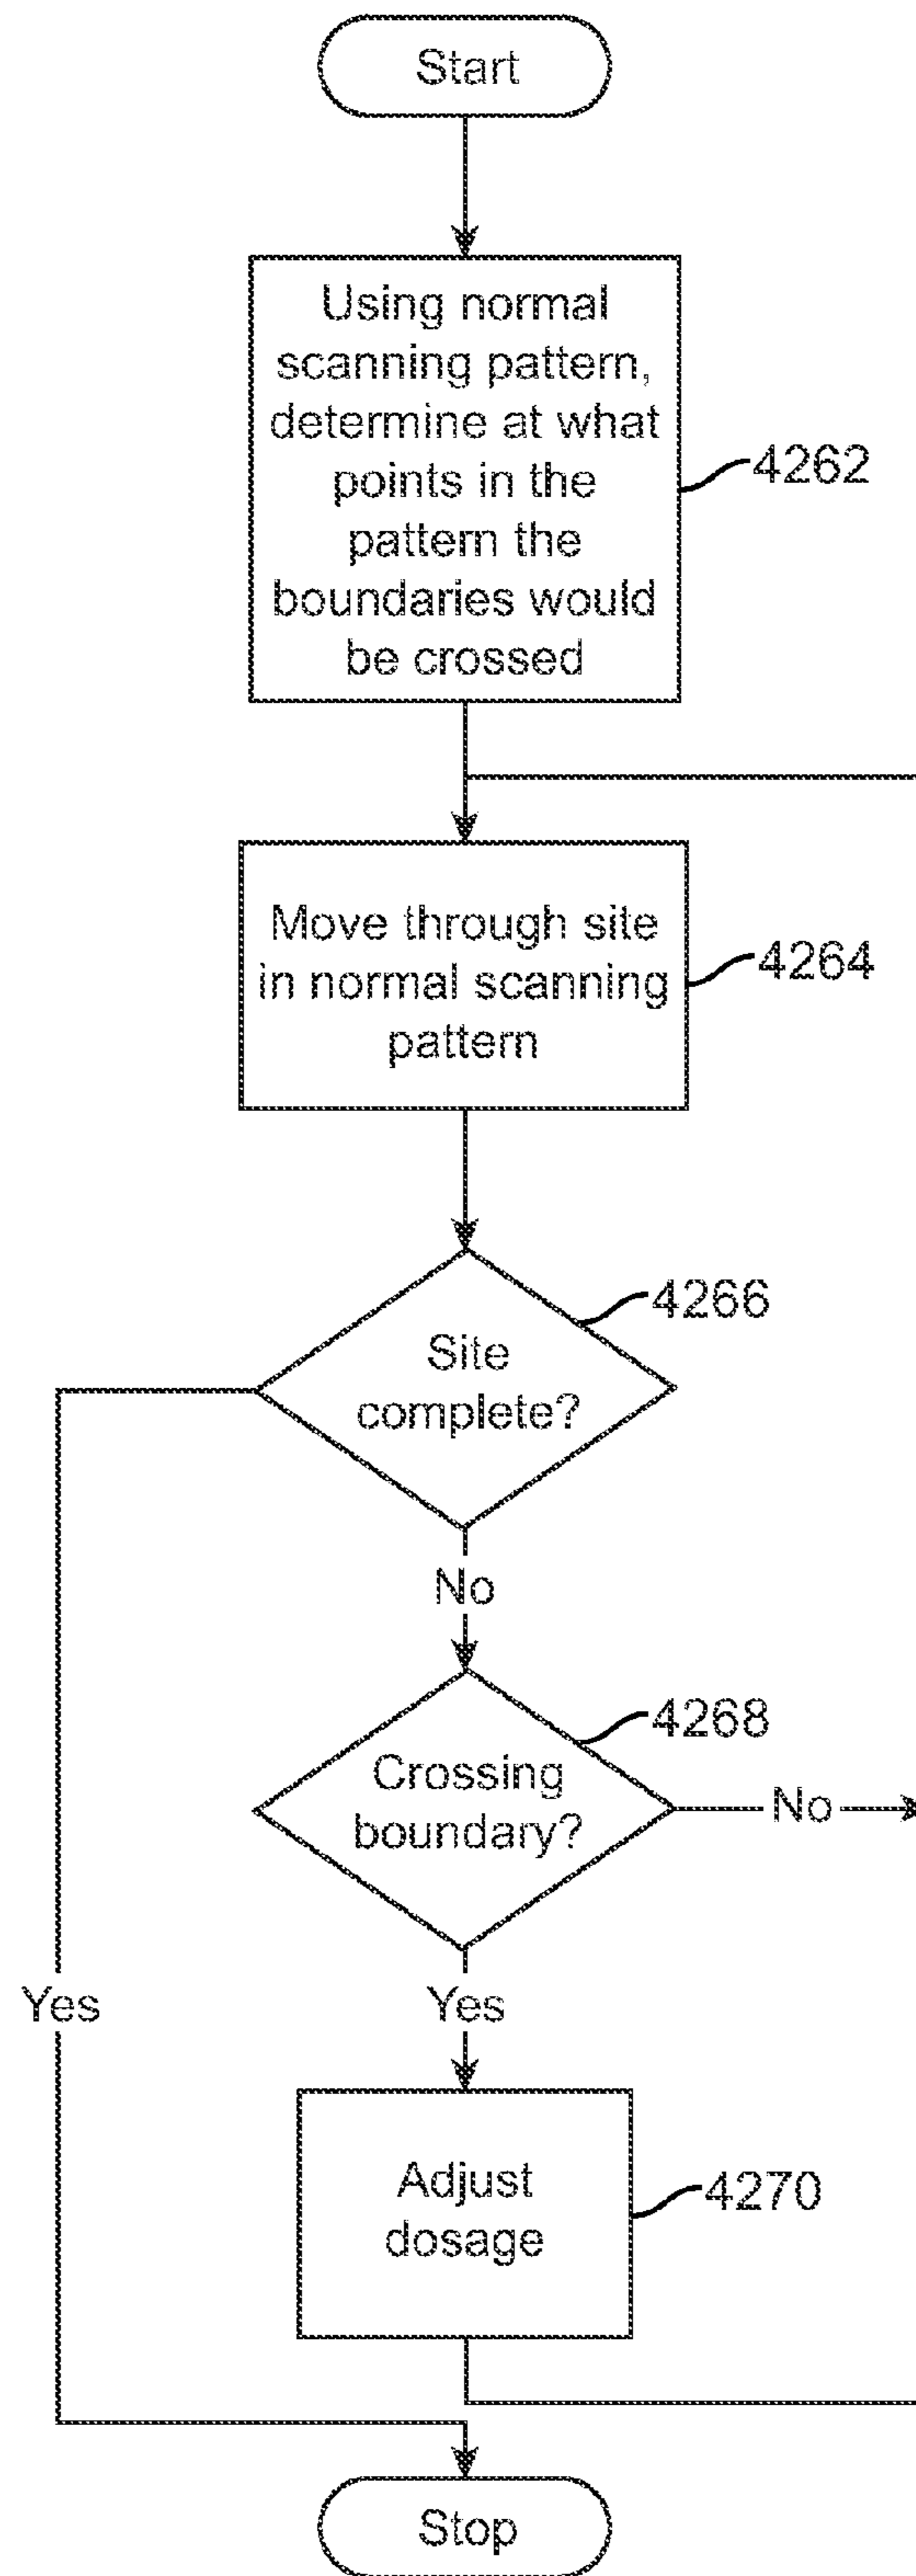 Start
Using normal
scanning pattern,
determine at what
points in the
pattern the
boundaries would
be crossed
4262
Move through site
in normal scanning
pattern
4264
4266
Site
complete?
No
4268
Crossing
boundary?
No
Yes
Yes
Adjust
dosage
4270
Stop